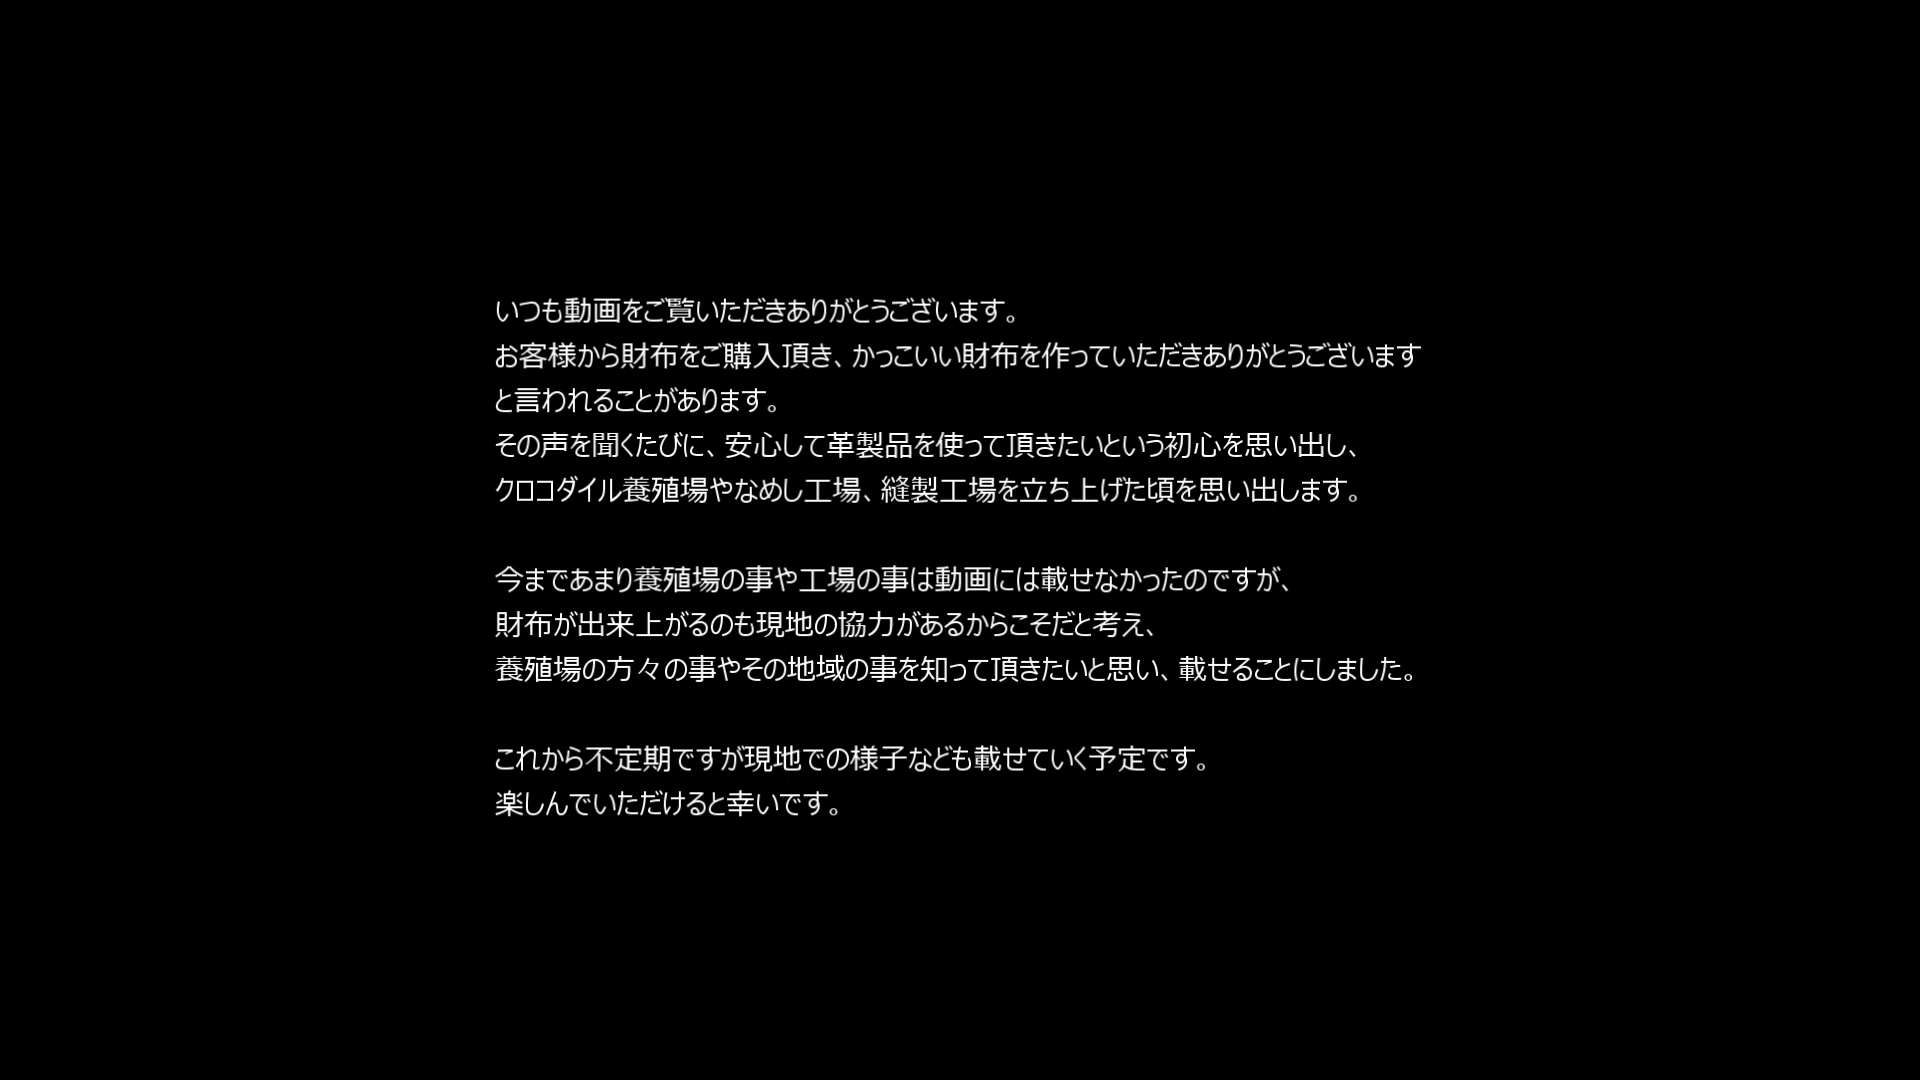 いつも動画をご覧いただきありがとうございます。
お客様から財布をご購入頂き、かっこいい財布を作っていただきありがとうございます
と言われることがあります。
その声を聞くたびに、安心して革製品を使って頂きたいという初心を思い出し、
クロコダイル養殖場やなめし工場、縫製工場を立ち上げた頃を思い出します。
今まであまり養殖場の事や工場の事は動画には載せなかったのですが、
財布が出来上がるのも現地の協力があるからこそだと考え、
養殖場の方々の事やその地域の事を知って頂きたいと思い、載せることにしました。
これから不定期ですが現地での様子なども載せていく予定です。
楽しんでいただけると幸いです。